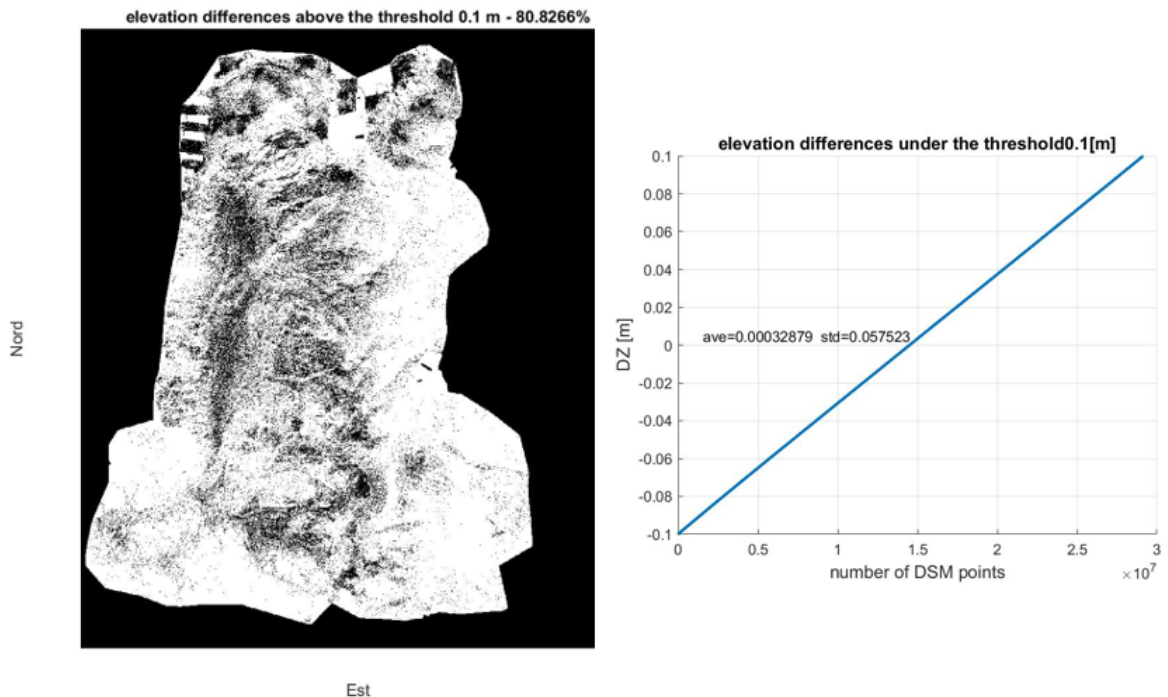 elevation differences above the threshold 0.1 m - 80.8266%
Nord
Est
elevation differences under the threshold0.1[m]
0.1
0.08
0.06
0.04
0.02
0
-0.02
-0.04
-0.06
-0.08
-0.1
DZ [m]
ave=0.00032879 std=0.057523
0 0.5 1 1.5 2 2.5 3
number of DSM points
×10^7